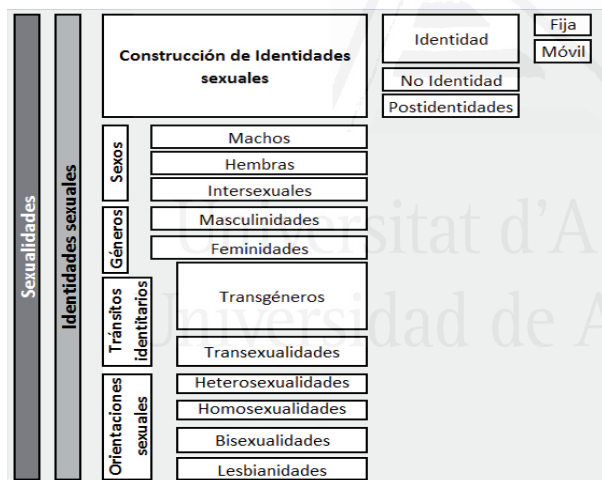 Sexualidades
Identidades sexuales
Construcción de Identidades
sexuales
Identidad
Fija
Móvil
No Identidad
Postidentidades
Sexos
Machos
Hembras
Intersexuales
Géneros
Masculinidades
Feminidades
Tránsitos
identitarios
Transgéneros
Transexualidades
Orientaciones
sexuales
Heterosexualidades
Homosexualidades
Bisexualidades
Lesbianidades
Universitat d'A
Universidad de A